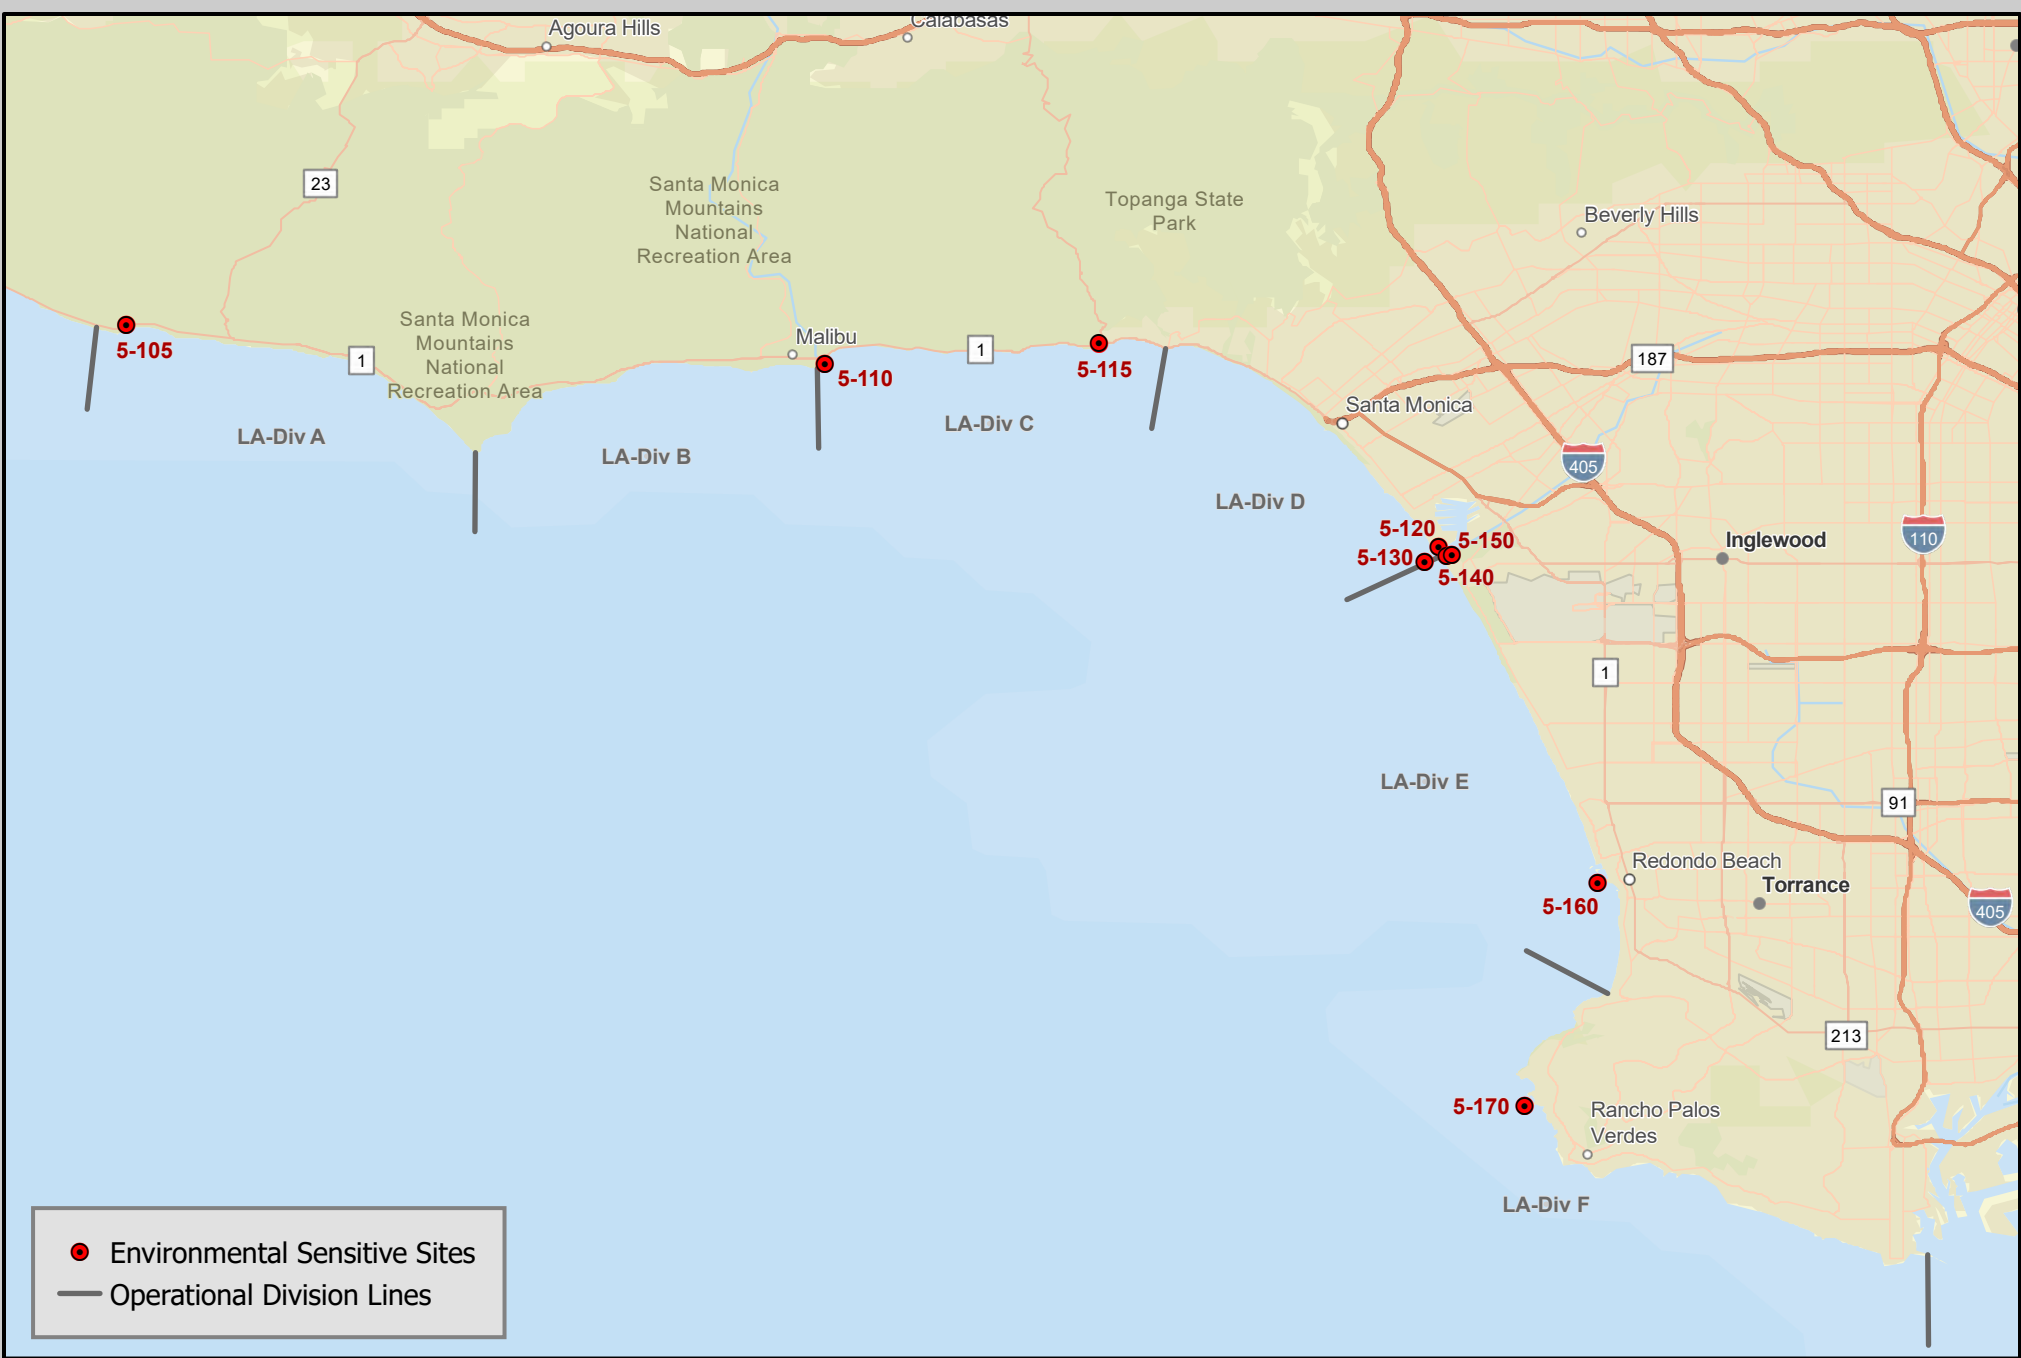 Agoura Hills
Calabasas
23
Santa Monica
Mountains
National
Recreation Area
Topanga State
Park
Beverly Hills
5-105
Santa Monica
Mountains
National
Recreation Area
1
Malibu
5-110
1
5-115
187
Santa Monica
LA-Div A
LA-Div B
LA-Div C
405
LA-Div D
5-120
5-150
5-130
5-140
Inglewood
110
1
LA-Div E
91
Redondo Beach
Torrance
5-160
405
213
5-170
Rancho Palos
Verdes
LA-Div F
Environmental Sensitive Sites
Operational Division Lines